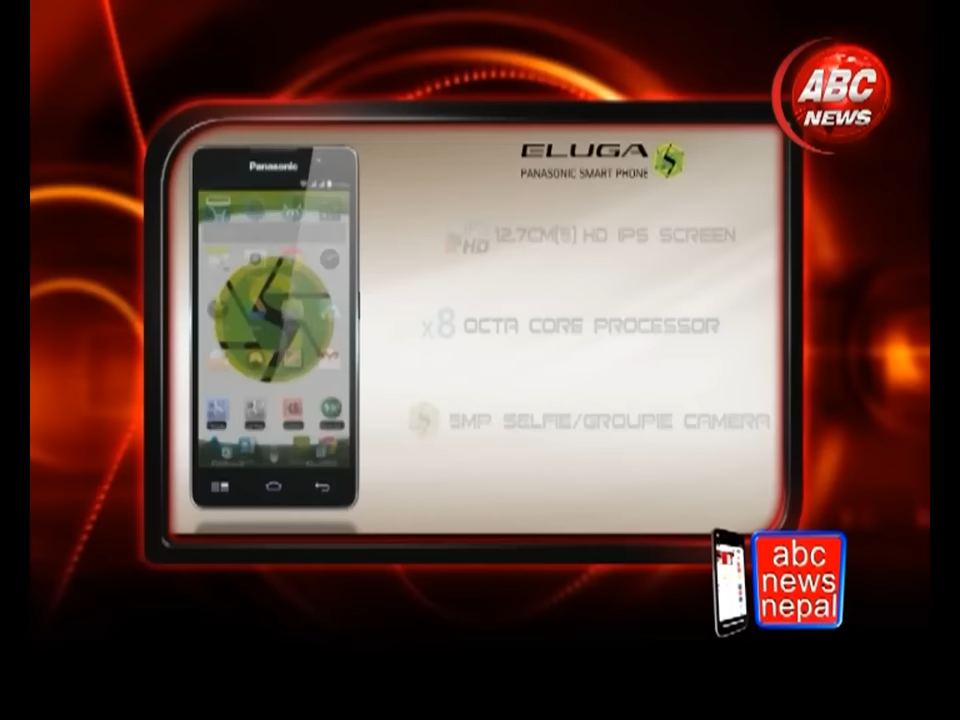 ABC
NEWS
Panasonic
ELUGA
PANASONIC SMART PHONE
HD 12.7CM(5) HD IPS SCREEN
x8 OCTA CORE PROCESSOR
5MP SELFIE/GROUPIE CAMERA
abc
news
nepal